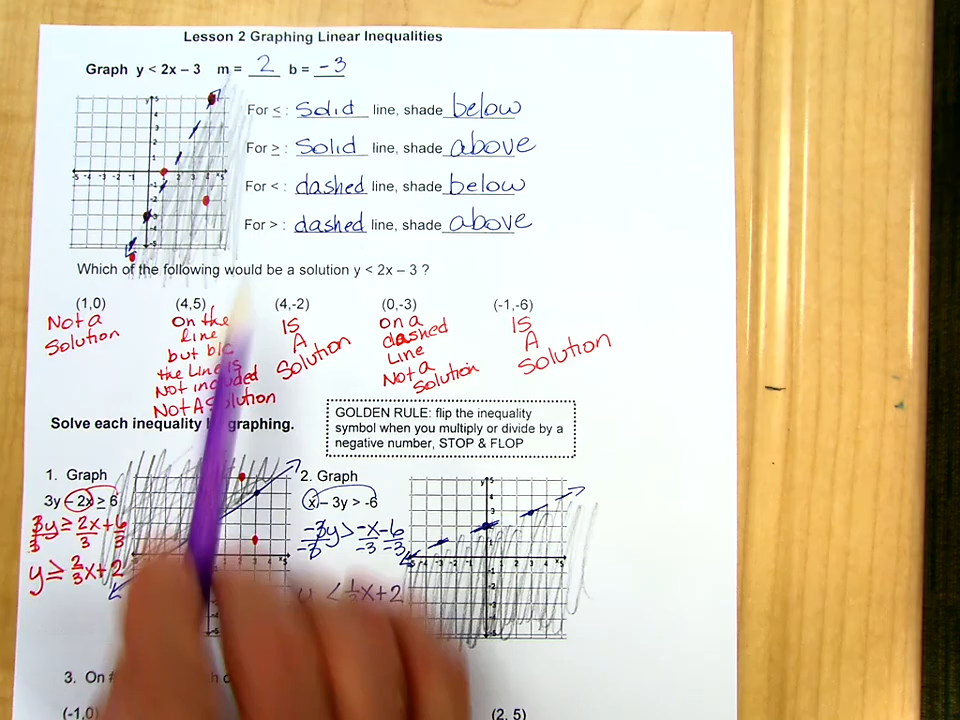 Lesson 2 Graphing Linear Inequalities
Graph y < 2x – 3 m = 2 b = -3
For ≤ : Solid line, shade below
For ≥ : Solid line, shade above
For < : dashed line, shade below
For > : dashed line, shade above
Which of the following would be a solution y < 2x – 3 ?
(1,0) (4,5) (4,-2) (0,-3) (-1,-6)
Not a
Solution
On the
Line
but b/c
the Line is
Not included
Not A Solution
IS
A
Solution
on a
dashed
Line
Not a
Solution
IS
A
Solution
Solve each inequality by graphing.
GOLDEN RULE: flip the inequality
symbol when you multiply or divide by a
negative number, STOP & FLOP
1. Graph
3y – 2x ≥ 6
3y ≥ 2x + 6
3 3 3
y ≥ 2/3 x + 2
2. Graph
x – 3y > -6
-3y > -x - 6
-3 -3 -3
y < 1/3 x + 2
3. On
(-1,0) (2, 5)